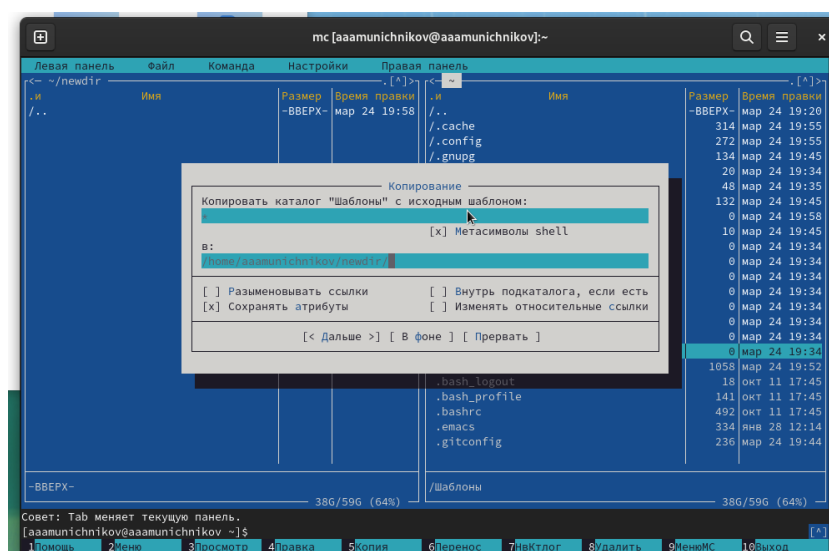 mc [aaamunichnikov@aaamunichnikov]:~
Левая панель Файл Команда Настройки Правая панель
<— ~/newdir .[^]>
.и Имя Размер Время правки
/.. -ВВЕРХ- мар 24 19:58
<— ~ .[^]>
.и Имя Размер Время правки
/.. -ВВЕРХ- мар 24 19:20
/.cache 314 мар 24 19:55
/.config 272 мар 24 19:55
/.gnupg 134 мар 24 19:45
20 мар 24 19:34
48 мар 24 19:35
132 мар 24 19:45
0 мар 24 19:58
10 мар 24 19:45
0 мар 24 19:34
0 мар 24 19:34
0 мар 24 19:34
0 мар 24 19:34
0 мар 24 19:34
0 мар 24 19:34
0 мар 24 19:34
0 мар 24 19:34
1058 мар 24 19:52
.bash_logout 18 окт 11 17:45
.bash_profile 141 окт 11 17:45
.bashrc 492 окт 11 17:45
.emacs 334 янв 28 12:14
.gitconfig 236 мар 24 19:44
Копирование
Копировать каталог "Шаблоны" с исходным шаблоном:
*
[x] Метасимволы shell
в:
/home/aaamunichnikov/newdir/
[ ] Разыменовывать ссылки [ ] Внутрь подкаталога, если есть
[x] Сохранять атрибуты [ ] Изменять относительные ссылки
[< Дальше >] [ В фоне ] [ Прервать ]
-ВВЕРХ-
38G/59G (64%)
/Шаблоны
38G/59G (64%)
Совет: Tab меняет текущую панель.
[aaamunichnikov@aaamunichnikov ~]$ [^]
1Помощь 2Меню 3Просмотр 4Правка 5Копия 6Перенос 7НвКтлог 8Удалить 9МенюМС 10Выход